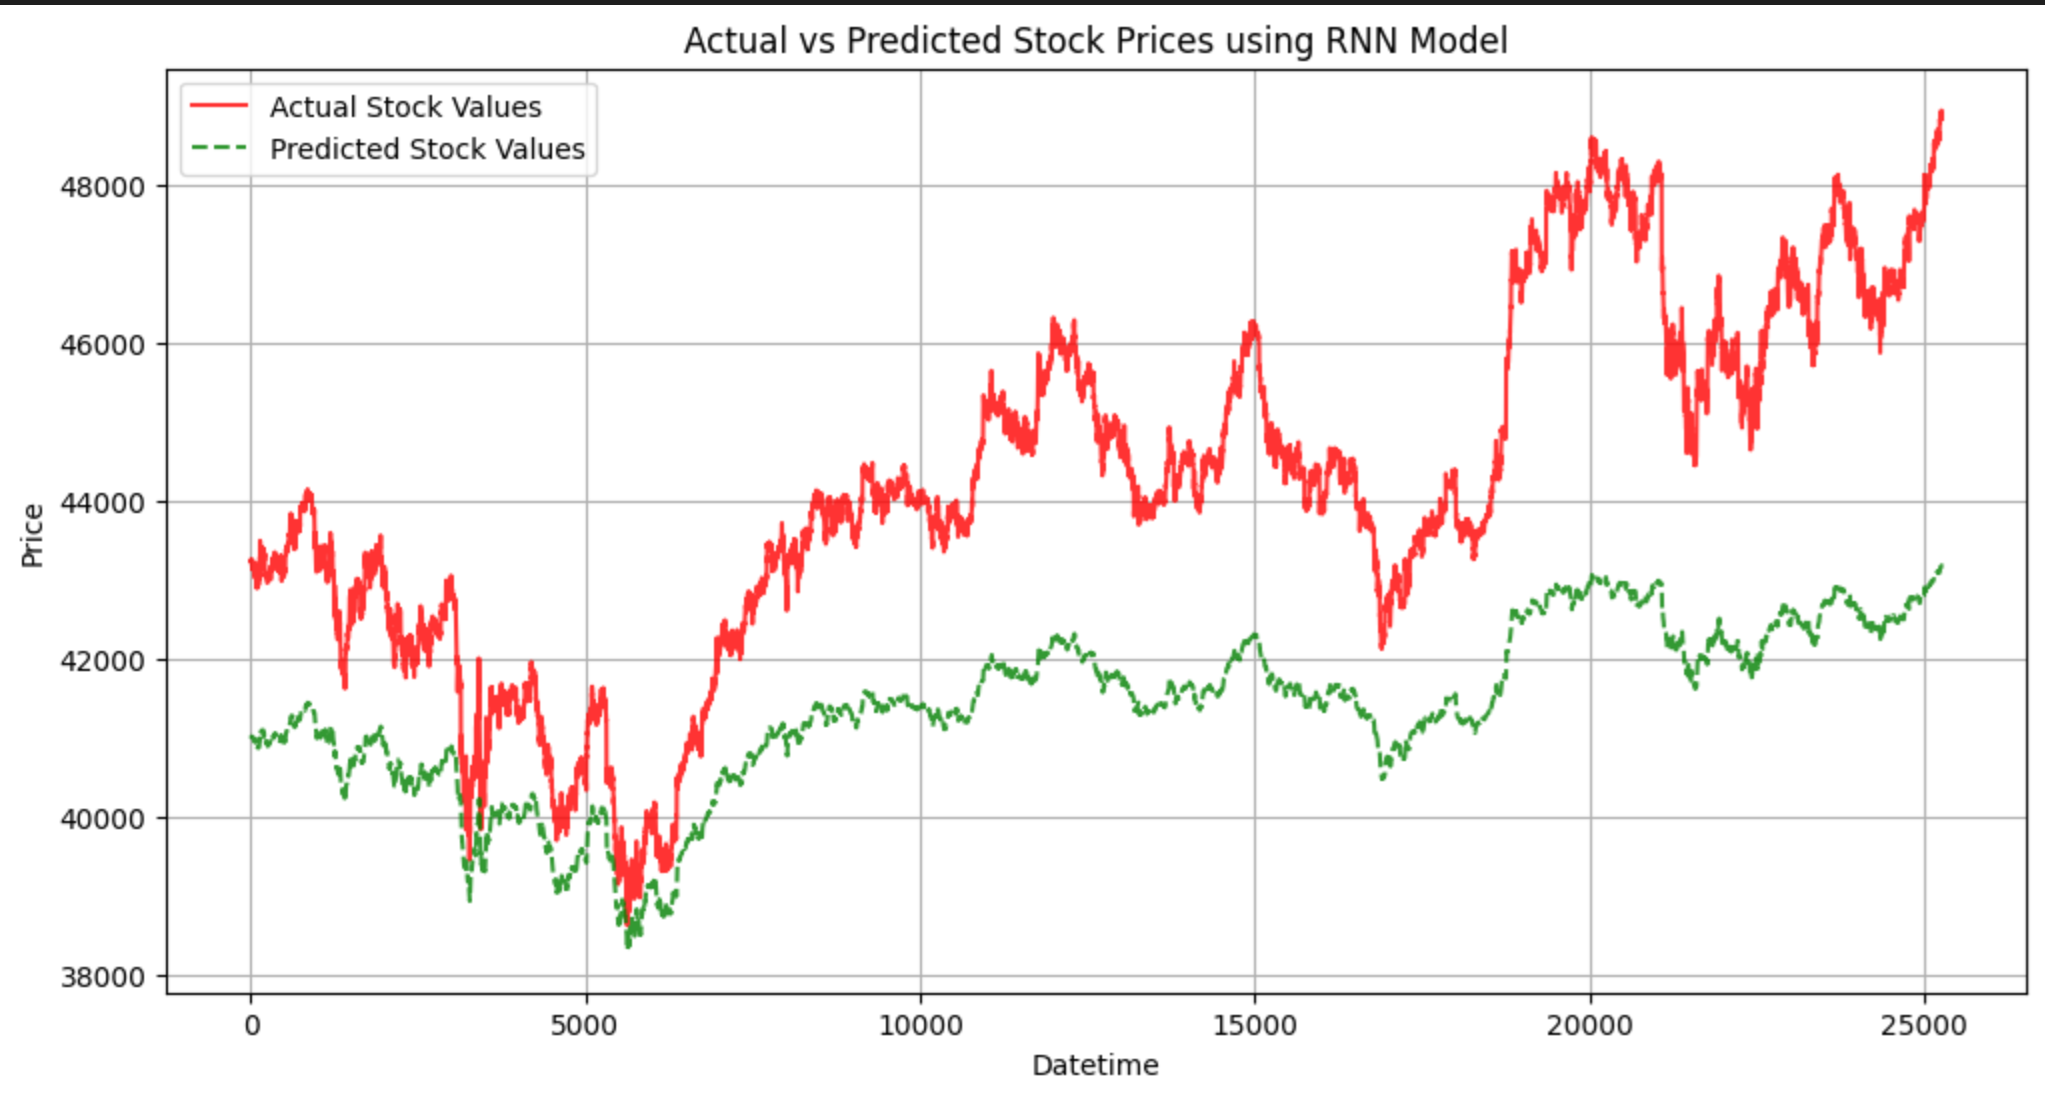 Actual vs Predicted Stock Prices using RNN Model
Actual Stock Values
Predicted Stock Values
Price
48000
46000
44000
42000
40000
38000
0 5000 10000 15000 20000 25000
Datetime